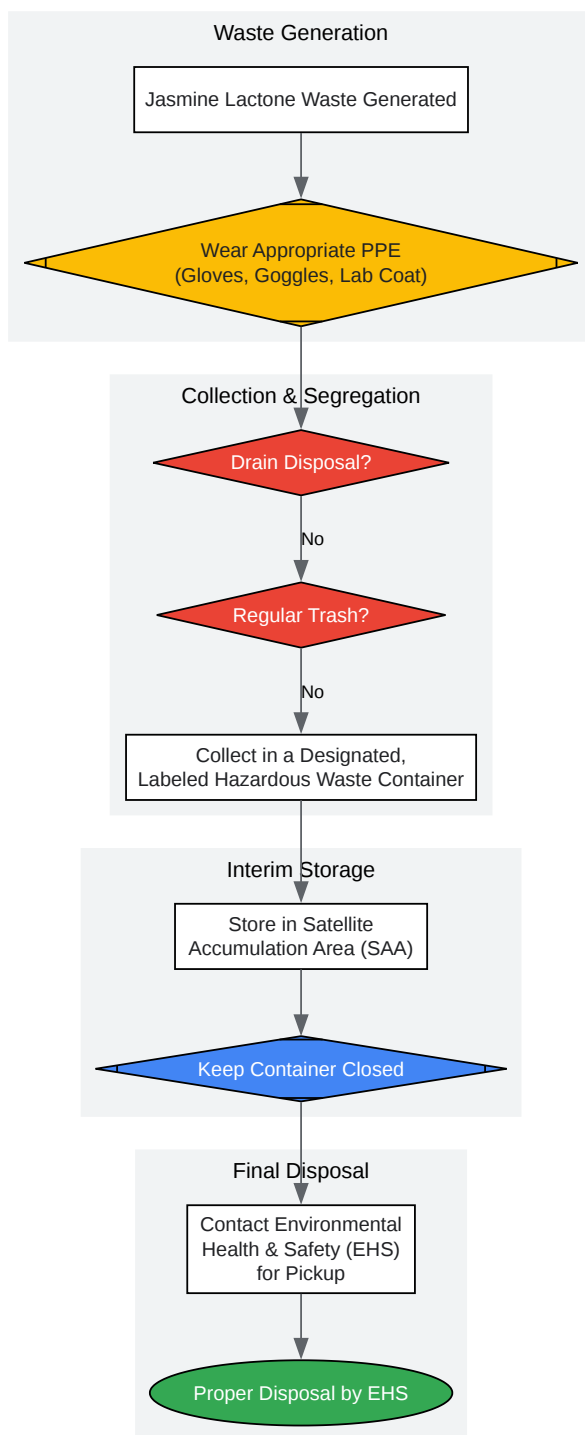 Waste Generation
Jasmine Lactone Waste Generated
Wear Appropriate PPE
(Gloves, Goggles, Lab Coat)
Collection & Segregation
Drain Disposal?
No
Regular Trash?
No
Collect in a Designated,
Labeled Hazardous Waste Container
Interim Storage
Store in Satellite
Accumulation Area (SAA)
Keep Container Closed
Final Disposal
Contact Environmental
Health & Safety (EHS)
for Pickup
Proper Disposal by EHS